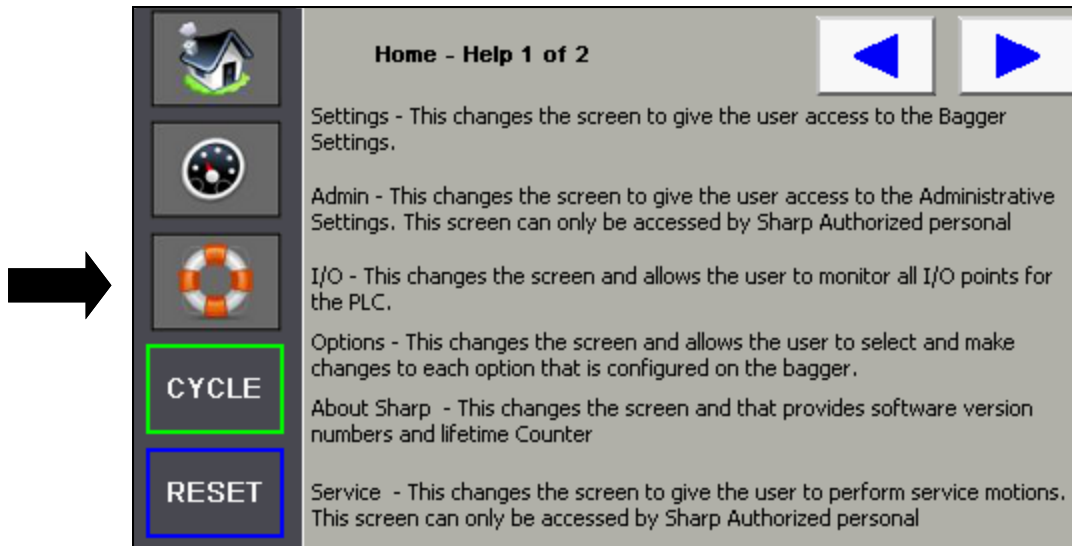 Home - Help 1 of 2
Settings - This changes the screen to give the user access to the Bagger
Settings.
Admin - This changes the screen to give the user access to the Administrative
Settings. This screen can only be accessed by Sharp Authorized personal
I/O - This changes the screen and allows the user to monitor all I/O points for
the PLC.
Options - This changes the screen and allows the user to select and make
changes to each option that is configured on the bagger.
About Sharp - This changes the screen and that provides software version
numbers and lifetime Counter
Service - This changes the screen to give the user to perform service motions.
This screen can only be accessed by Sharp Authorized personal
CYCLE
RESET